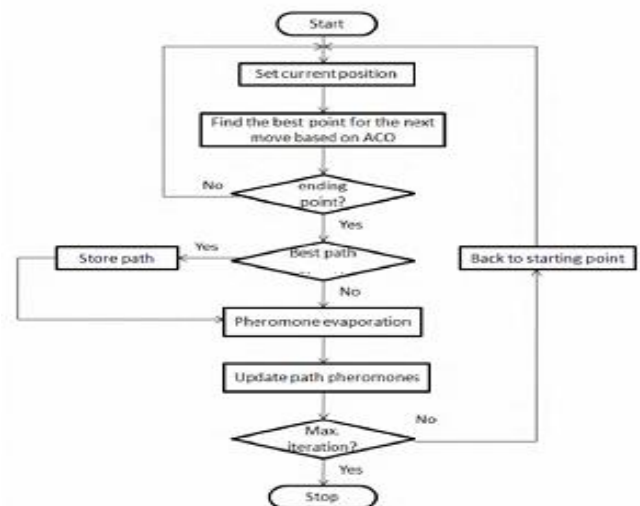 Start
Set current position
Find the best point for the next
move based on ACO
No
ending
point?
Yes
Yes
Best path
Store path
Back to starting point
No
Pheromone evaporation
Update path pheromones
No
Max.
iteration?
Yes
Stop